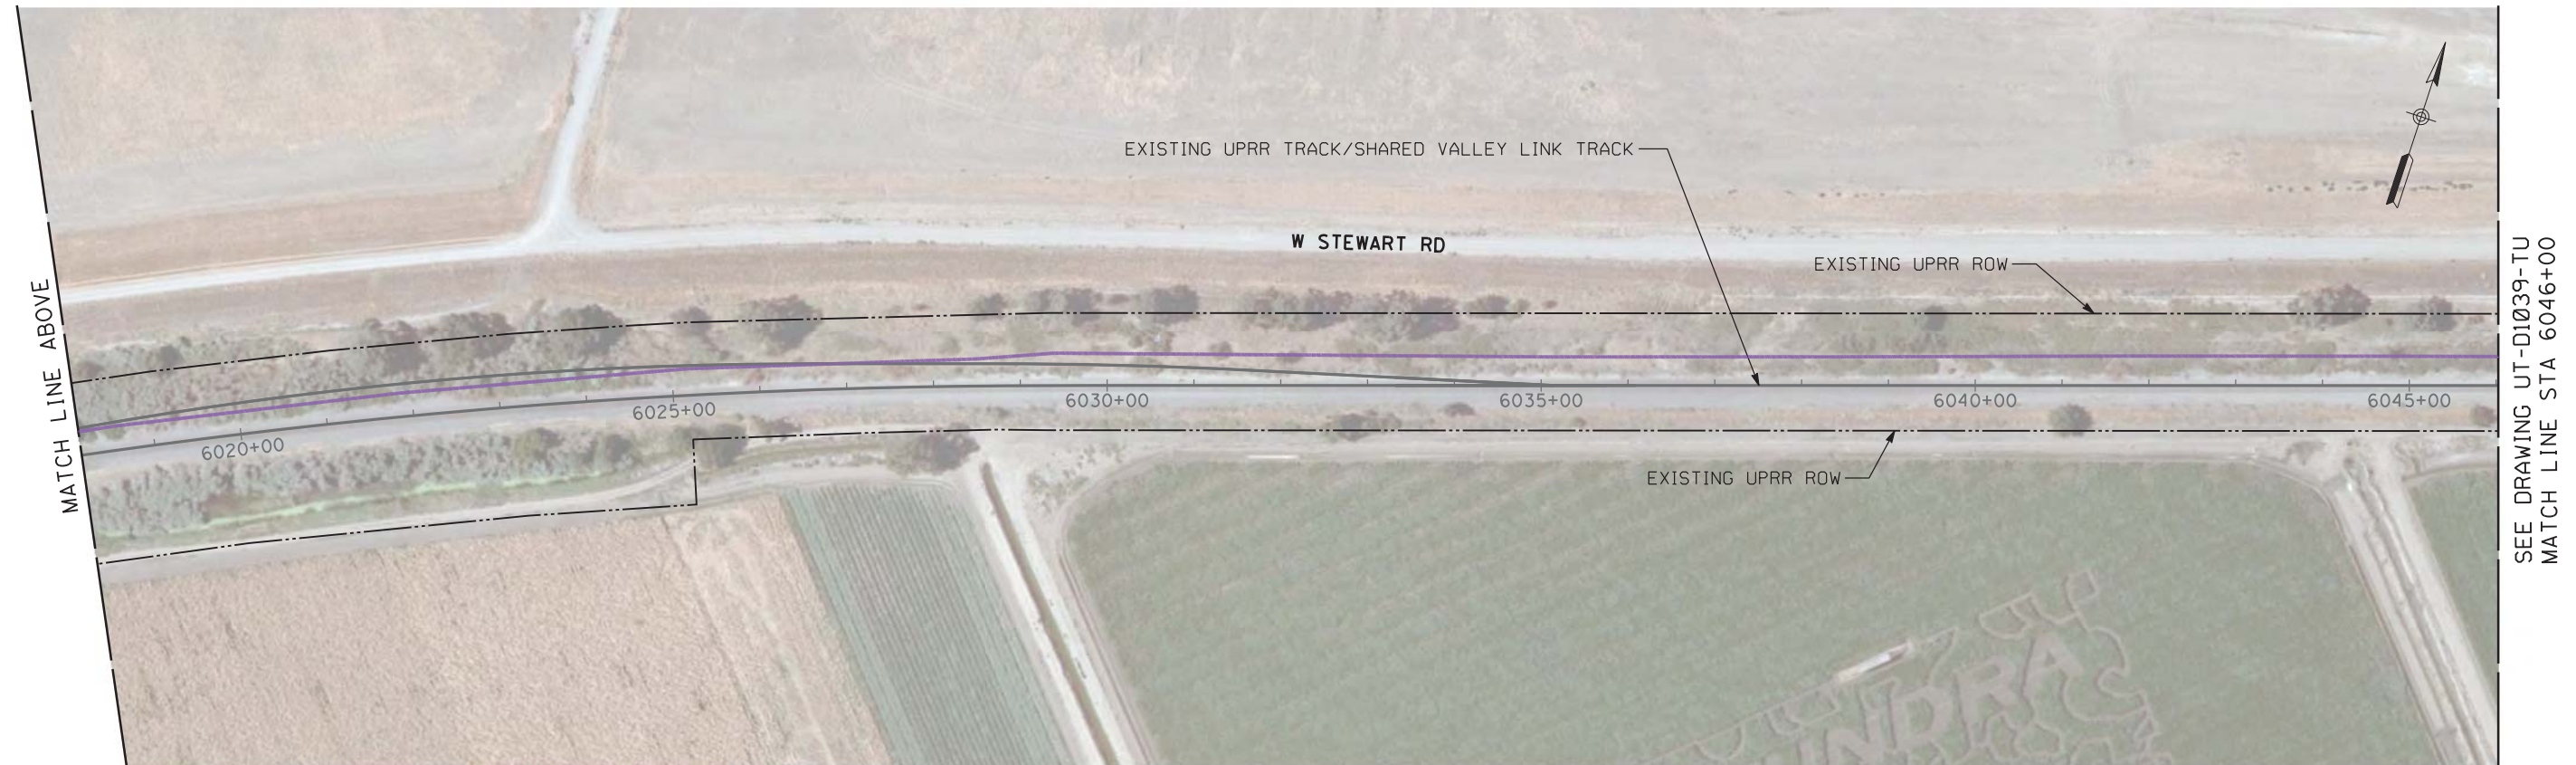 EXISTING UPRR TRACK/SHARED VALLEY LINK TRACK
W STEWART RD
EXISTING UPRR ROW
MATCH LINE ABOVE
6020+00
6025+00
6030+00
6035+00
6040+00
6045+00
EXISTING UPRR ROW
SEE DRAWING UT-D1039-TU
MATCH LINE STA 6046+00